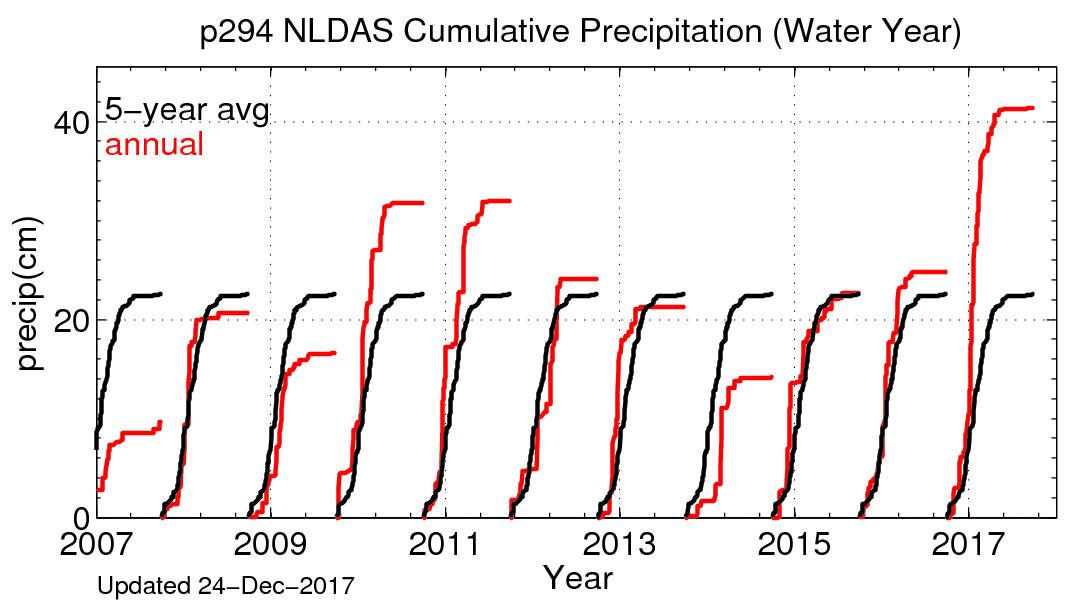 p294 NLDAS Cumulative Precipitation (Water Year)
5−year avg
annual
precip(cm)
40
20
0
2007 2009 2011 2013 2015 2017
Year
Updated 24−Dec−2017